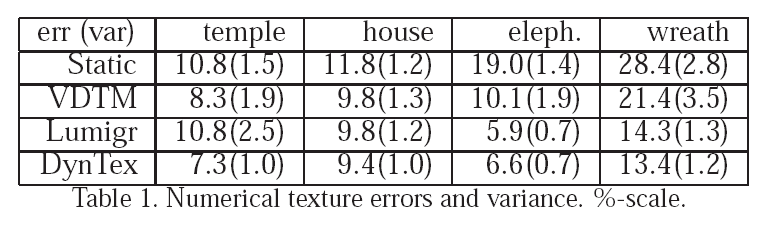 err (var) temple house eleph. wreath
Static 10.8(1.5) 11.8(1.2) 19.0(1.4) 28.4(2.8)
VDTM 8.3(1.9) 9.8(1.3) 10.1(1.9) 21.4(3.5)
Lumigr 10.8(2.5) 9.8(1.2) 5.9(0.7) 14.3(1.3)
DynTex 7.3(1.0) 9.4(1.0) 6.6(0.7) 13.4(1.2)
Table 1. Numerical texture errors and variance. %-scale.